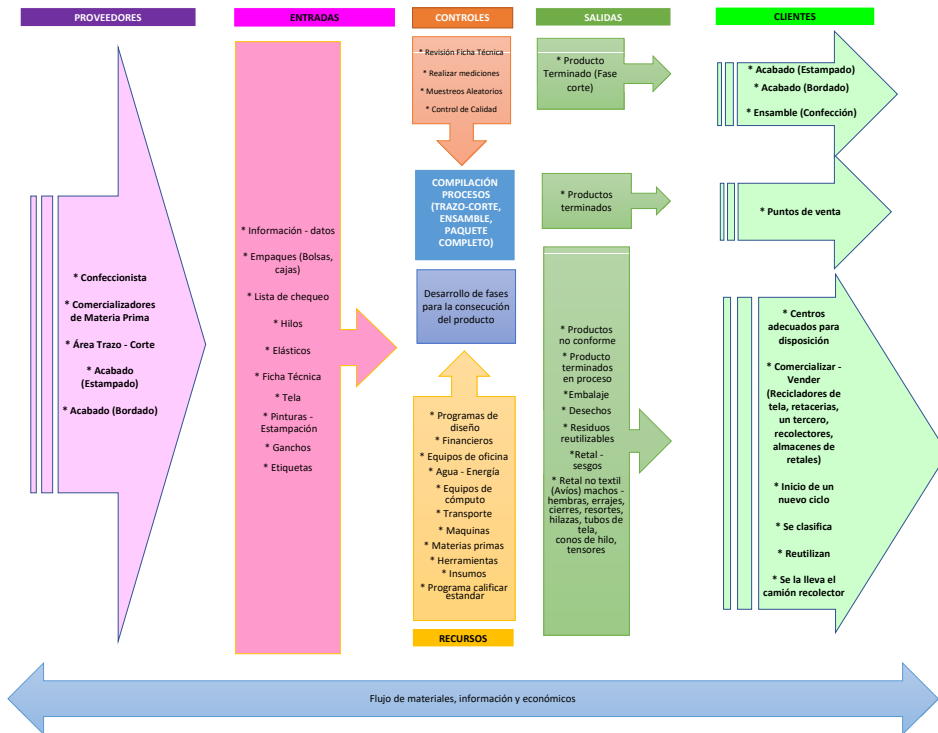 PROVEEDORES
ENTRADAS
CONTROLES
SALIDAS
CLIENTES
* Confeccionista
* Comercializadores
de Materia Prima
* Área Trazo - Corte
* Acabado
(Estampado)
* Acabado (Bordado)
* Información - datos
* Empaques (Bolsas,
cajas)
* Lista de chequeo
* Hilos
* Elásticos
* Ficha Técnica
* Tela
* Pinturas -
Estampación
* Ganchos
* Etiquetas
* Revisión Ficha Técnica
* Realizar mediciones
* Muestreos Aleatorios
* Control de Calidad
COMPILACIÓN
PROCESOS
(TRAZO-CORTE,
ENSAMBLE,
PAQUETE
COMPLETO)
Desarrollo de fases
para la consecución
del producto
* Programas de
diseño
* Financieros
* Equipos de oficina
* Agua - Energía
* Equipos de
cómputo
* Transporte
* Maquinas
* Materias primas
* Herramientas
* Insumos
* Programa calificar
estandar
RECURSOS
* Producto
Terminado (Fase
corte)
* Productos
terminados
* Productos
no conforme
* Producto
terminados
en proceso
*Embalaje
* Desechos
* Residuos
reutilizables
*Retal -
sesgos
* Retal no textil
(Avíos) machos -
hembras, errajes,
cierres, resortes,
hilazas, tubos de
tela,
conos de hilo,
tensores
* Acabado (Estampado)
* Acabado (Bordado)
* Ensamble (Confección)
* Puntos de venta
* Centros
adecuados para
disposición
* Comercializar -
Vender
(Recicladores de
tela, retacerias,
un tercero,
recolectores,
almacenes de
retales)
* Inicio de un
nuevo ciclo
* Se clasifica
* Reutilizan
* Se la lleva el
camión recolector
Flujo de materiales, información y económicos